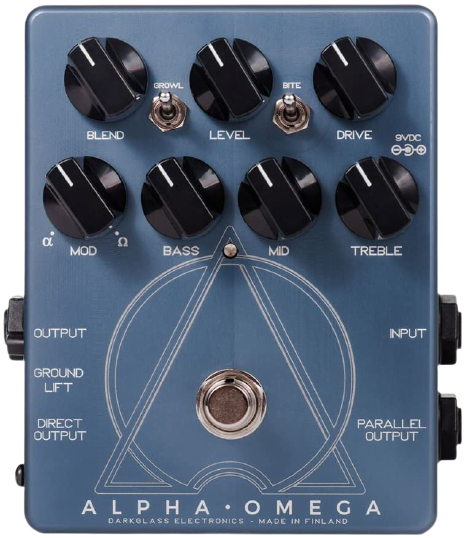 GROWL
BITE
BLEND
LEVEL
DRIVE
9VDC
α
Ω
MOD
BASS
MID
TREBLE
OUTPUT
INPUT
GROUND
LIFT
DIRECT
OUTPUT
PARALLEL
OUTPUT
ALPHA·OMEGA
DARKGLASS ELECTRONICS - MADE IN FINLAND